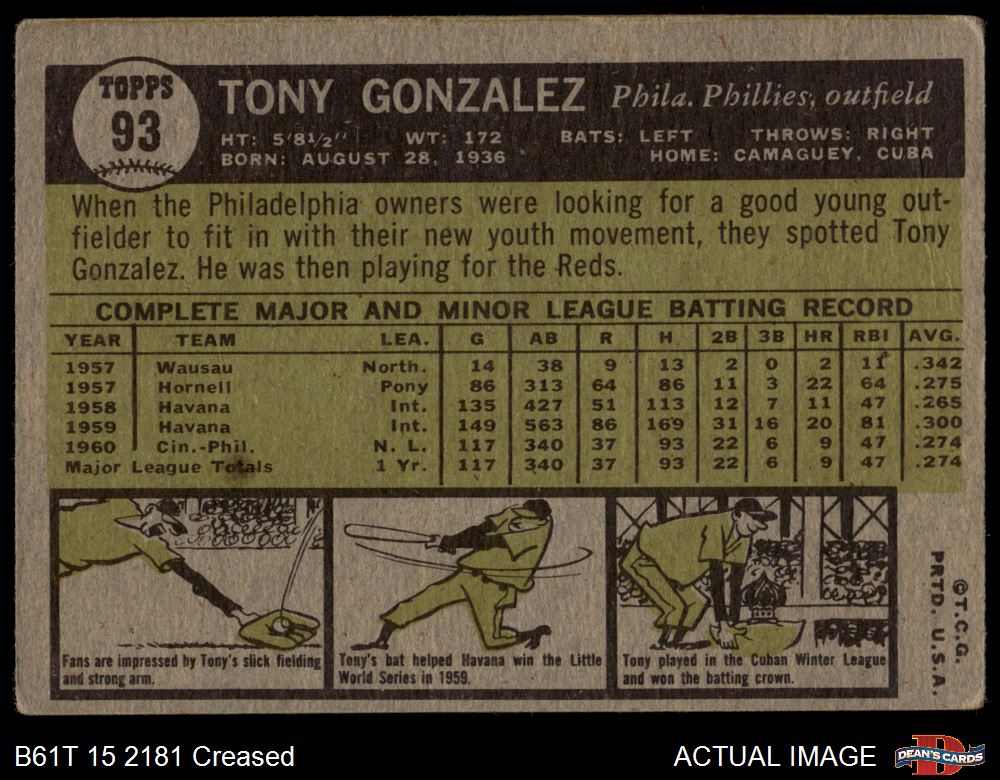 TOPPS
93
TONY GONZALEZ Phila. Phillies, outfield
HT: 5'8½" WT: 172 BATS: LEFT THROWS: RIGHT
BORN: AUGUST 28, 1936 HOME: CAMAGUEY, CUBA
When the Philadelphia owners were looking for a good young out-
fielder to fit in with their new youth movement, they spotted Tony
Gonzalez. He was then playing for the Reds.
COMPLETE MAJOR AND MINOR LEAGUE BATTING RECORD
YEAR TEAM LEA. G AB R H 2B 3B HR RBI AVG.
1957 Wausau North. 14 38 9 13 2 0 2 11 .342
1957 Hornell Pony 86 313 64 86 11 3 22 64 .275
1958 Havana Int. 135 427 51 113 12 7 11 47 .265
1959 Havana Int. 149 563 86 169 31 16 20 81 .300
1960 Cin.-Phil. N. L. 117 340 37 93 22 6 9 47 .274
Major League Totals 1 Yr. 117 340 37 93 22 6 9 47 .274
Fans are impressed by Tony's slick fielding
and strong arm.
Tony's bat helped Havana win the Little
World Series in 1959.
Tony played in the Cuban Winter League
and won the batting crown.
©T.C.G.
PRTD. U.S.A.
B61T 15 2181 Creased
ACTUAL IMAGE
DEAN'S CARDS